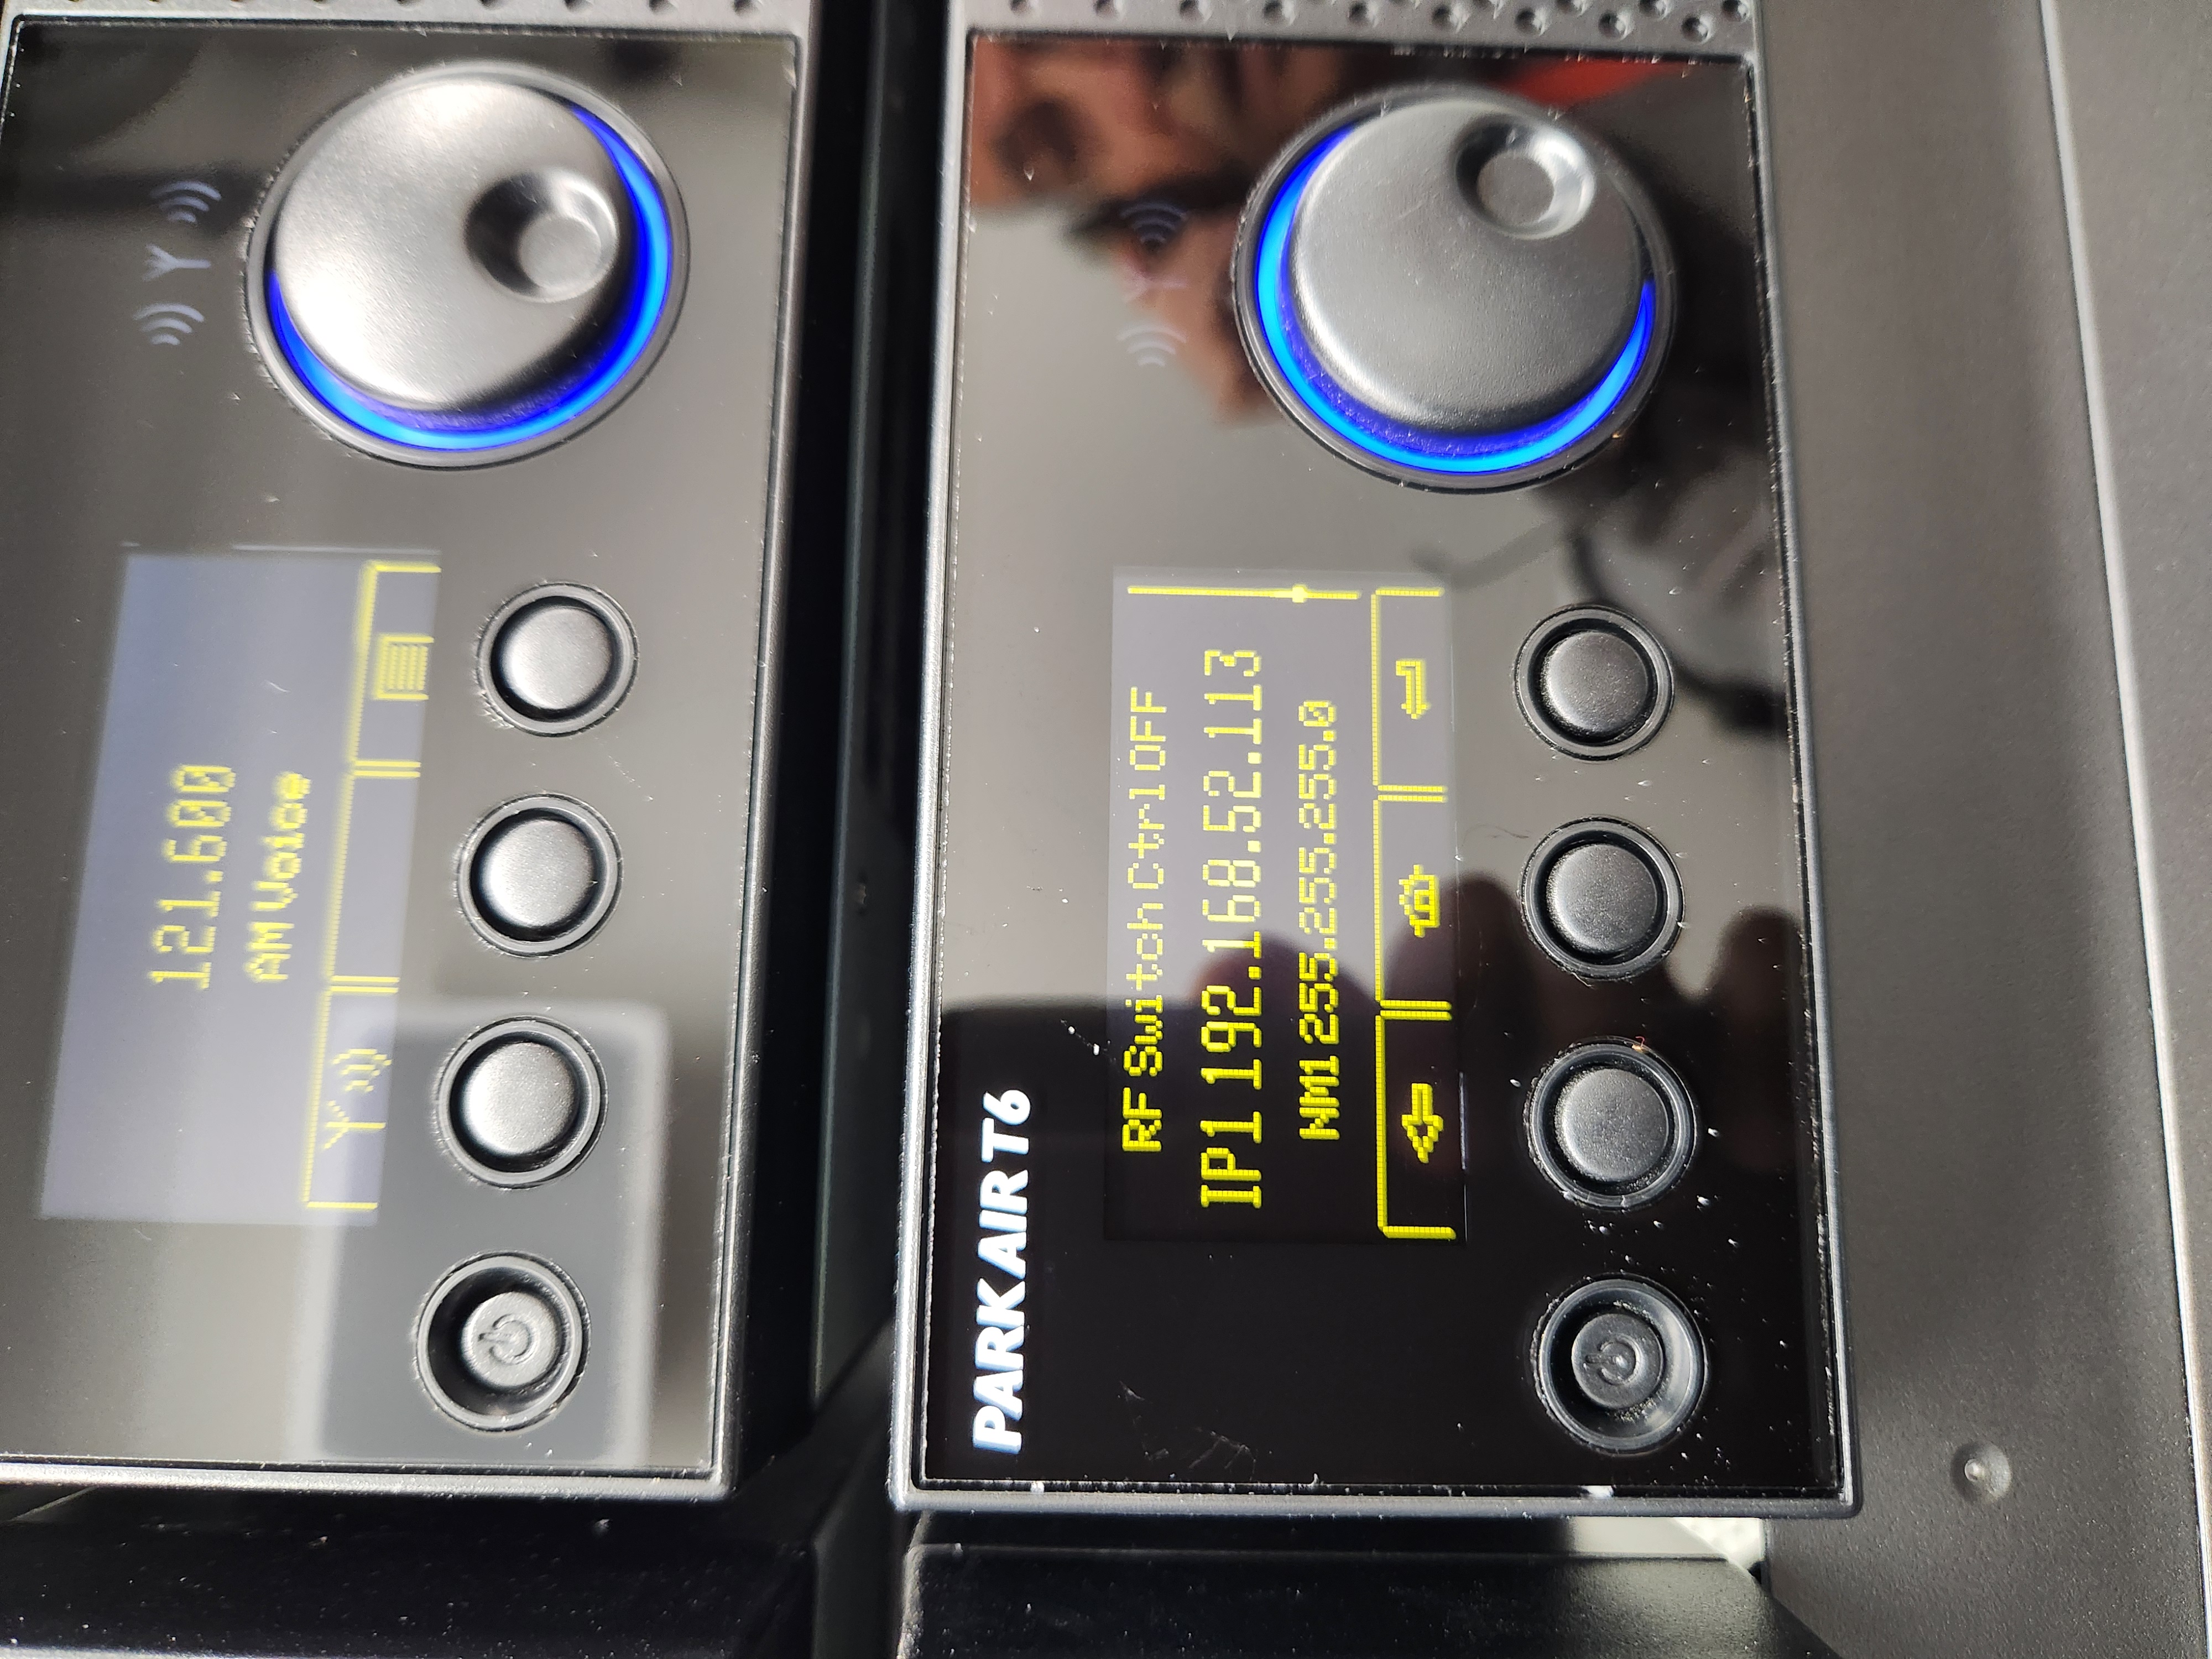 121.600
AM Voice
PARK AIR T6
RF Switch Ctrl OFF
IP1 192.168.52.113
NM1 255.255.255.0